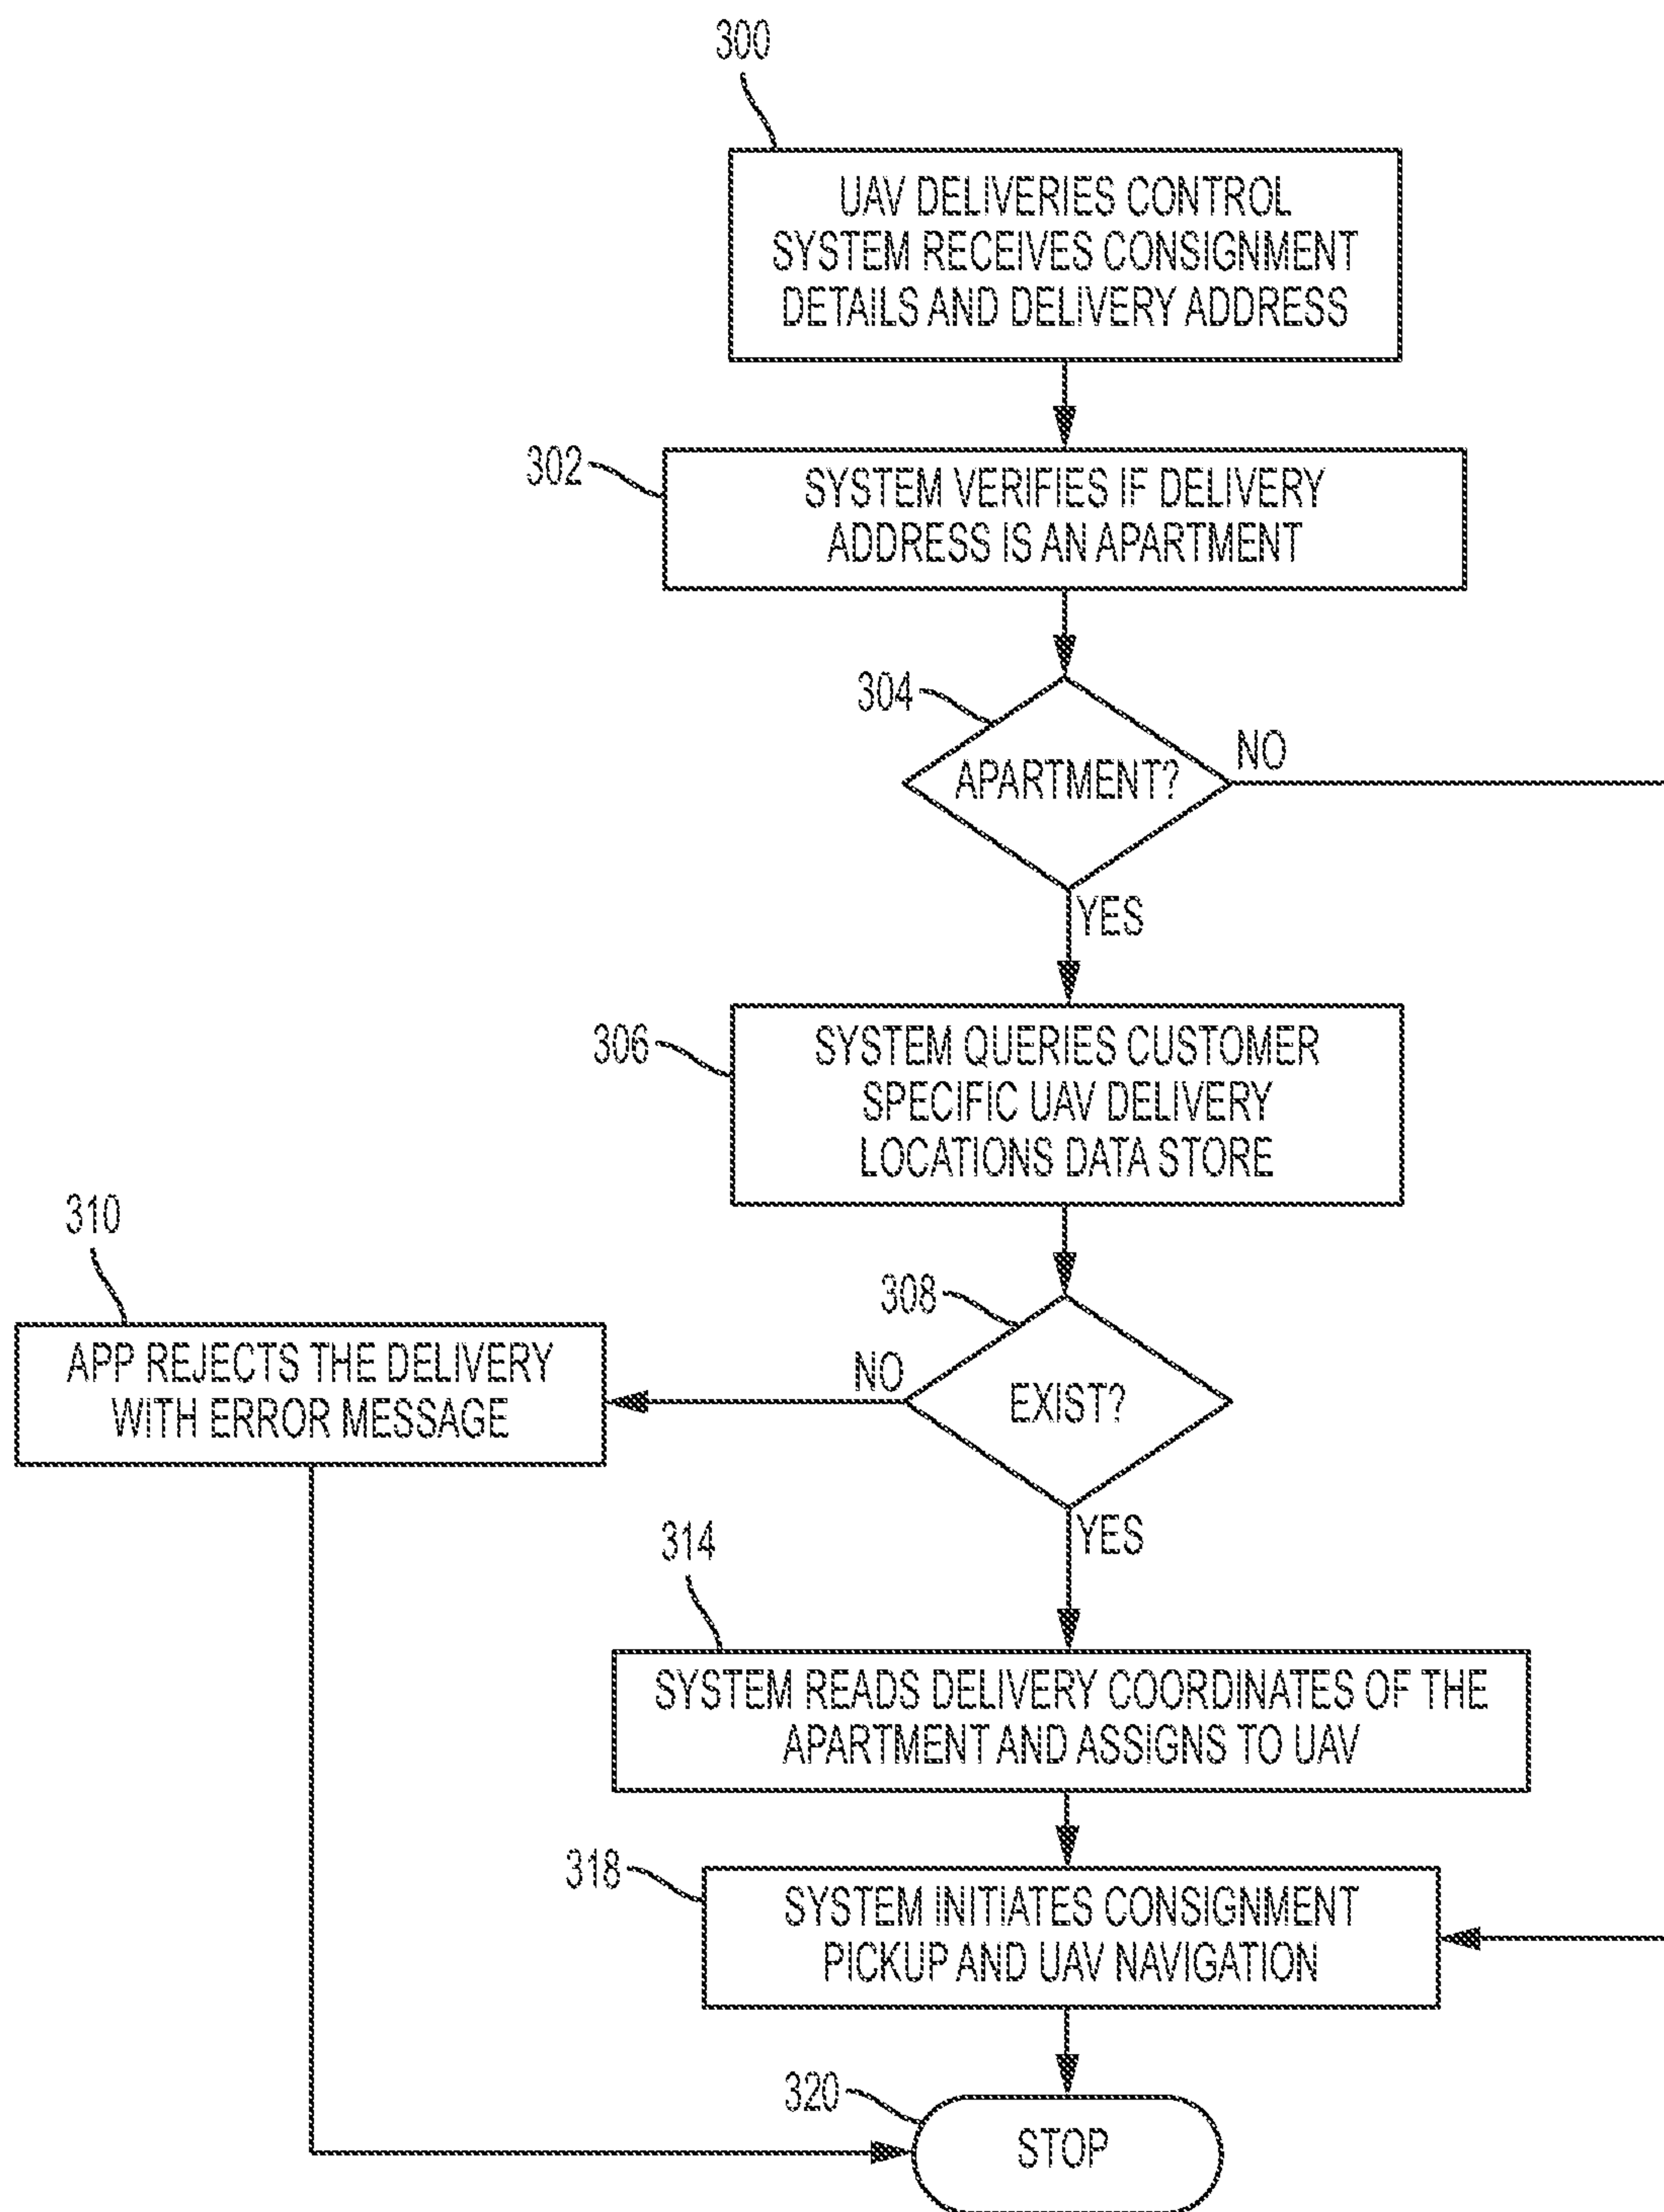 300
UAV DELIVERIES CONTROL
SYSTEM RECEIVES CONSIGNMENT
DETAILS AND DELIVERY ADDRESS
302
SYSTEM VERIFIES IF DELIVERY
ADDRESS IS AN APARTMENT
304
APARTMENT?
NO
YES
306
SYSTEM QUERIES CUSTOMER
SPECIFIC UAV DELIVERY
LOCATIONS DATA STORE
308
EXIST?
NO
310
APP REJECTS THE DELIVERY
WITH ERROR MESSAGE
YES
314
SYSTEM READS DELIVERY COORDINATES OF THE
APARTMENT AND ASSIGNS TO UAV
318
SYSTEM INITIATES CONSIGNMENT
PICKUP AND UAV NAVIGATION
320
STOP